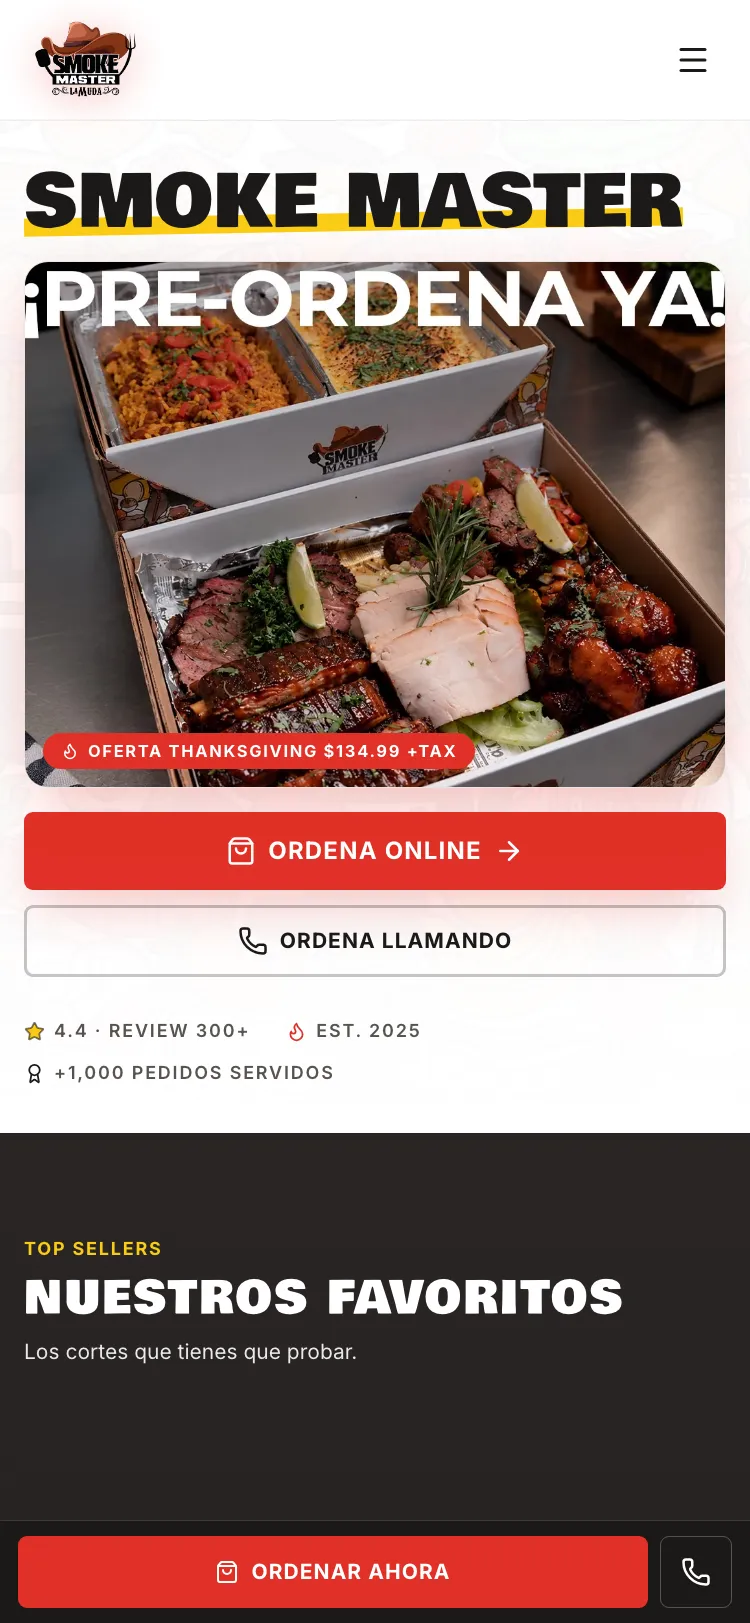 SMOKE
MASTER
LA MUDA
SMOKE MASTER
¡PRE-ORDENA YA!
SMOKE
MASTER
OFERTA THANKSGIVING $134.99 +TAX
ORDENA ONLINE
ORDENA LLAMANDO
4.4 · REVIEW 300+
EST. 2025
+1,000 PEDIDOS SERVIDOS
TOP SELLERS
NUESTROS FAVORITOS
Los cortes que tienes que probar.
ORDENAR AHORA